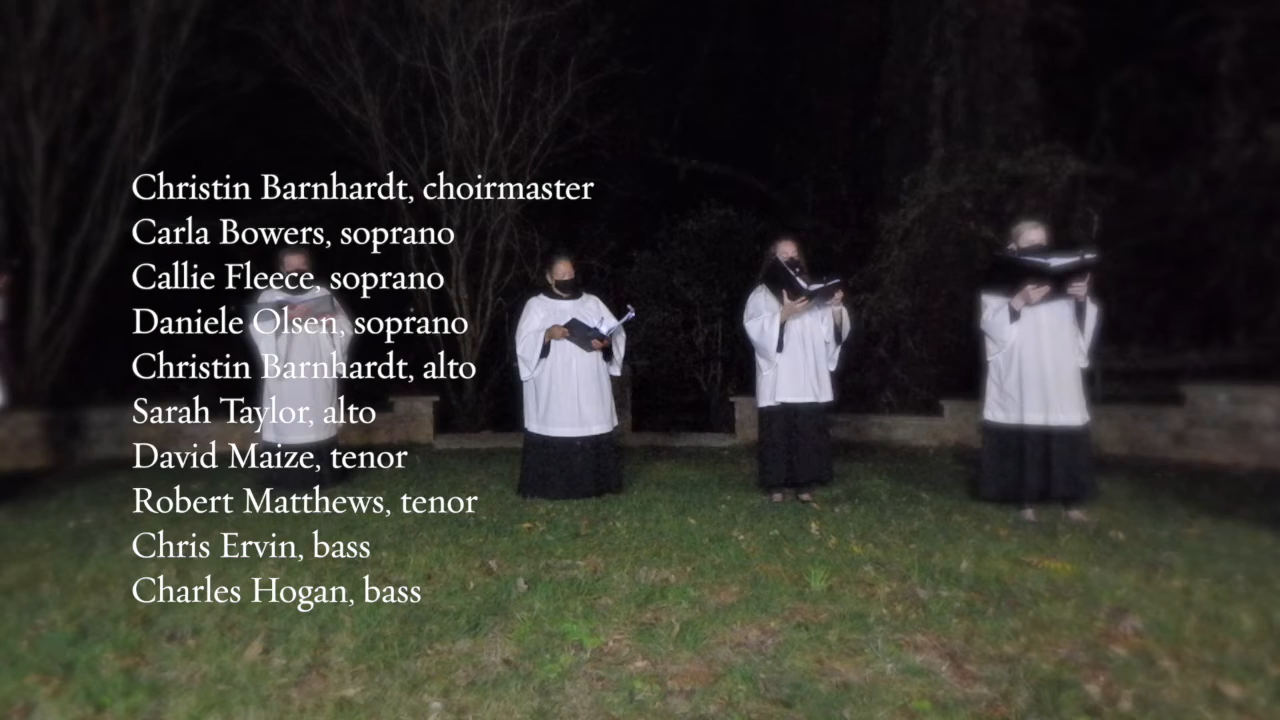 Christin Barnhardt, choirmaster
Carla Bowers, soprano
Callie Fleece, soprano
Daniele Olsen, soprano
Christin Barnhardt, alto
Sarah Taylor, alto
David Maize, tenor
Robert Matthews, tenor
Chris Ervin, bass
Charles Hogan, bass